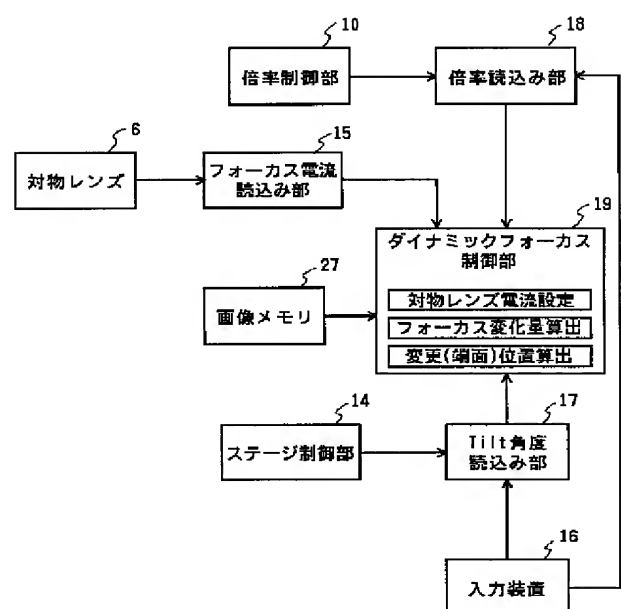 10
倍率制御部
18
倍率読込み部
6
対物レンズ
15
フォーカス電流
読込み部
19
ダイナミックフォーカス
制御部
対物レンズ電流設定
フォーカス変化量算出
変更(端面)位置算出
27
画像メモリ
14
ステージ制御部
17
Tilt角度
読込み部
16
入力装置